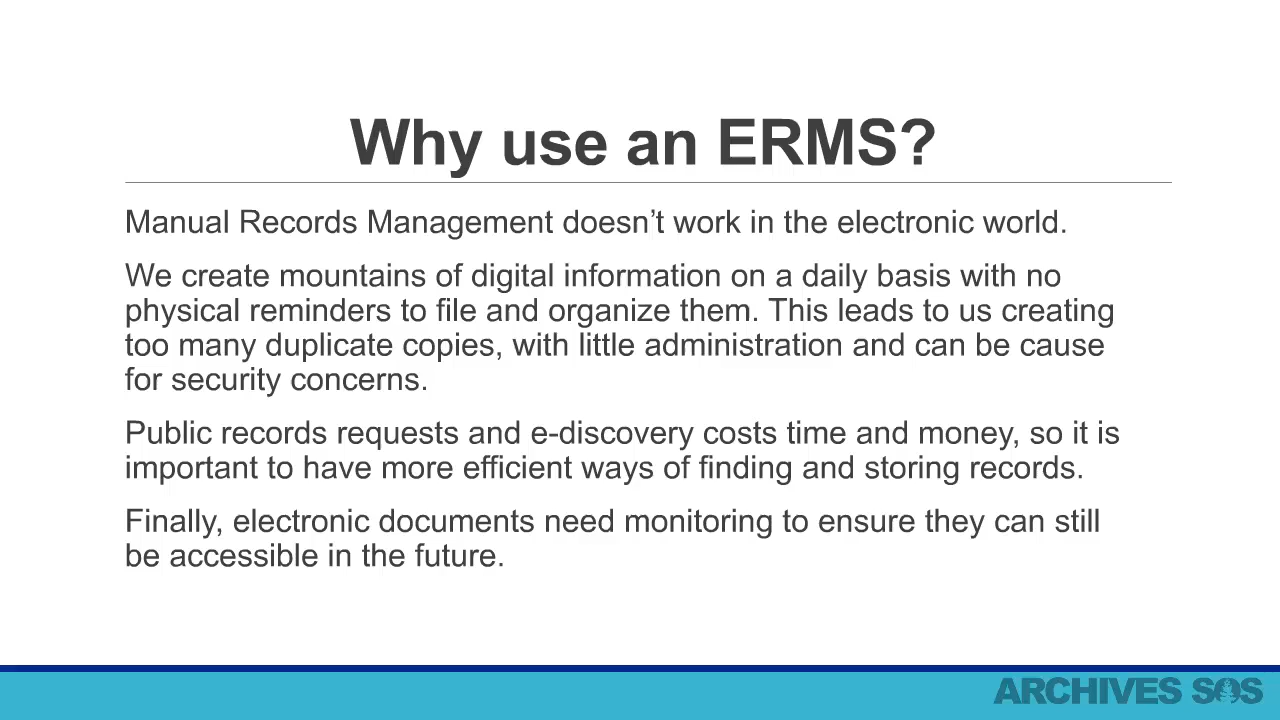 Why use an ERMS?
Manual Records Management doesn’t work in the electronic world.
We create mountains of digital information on a daily basis with no
physical reminders to file and organize them. This leads to us creating
too many duplicate copies, with little administration and can be cause
for security concerns.
Public records requests and e-discovery costs time and money, so it is
important to have more efficient ways of finding and storing records.
Finally, electronic documents need monitoring to ensure they can still
be accessible in the future.
ARCHIVES SOS